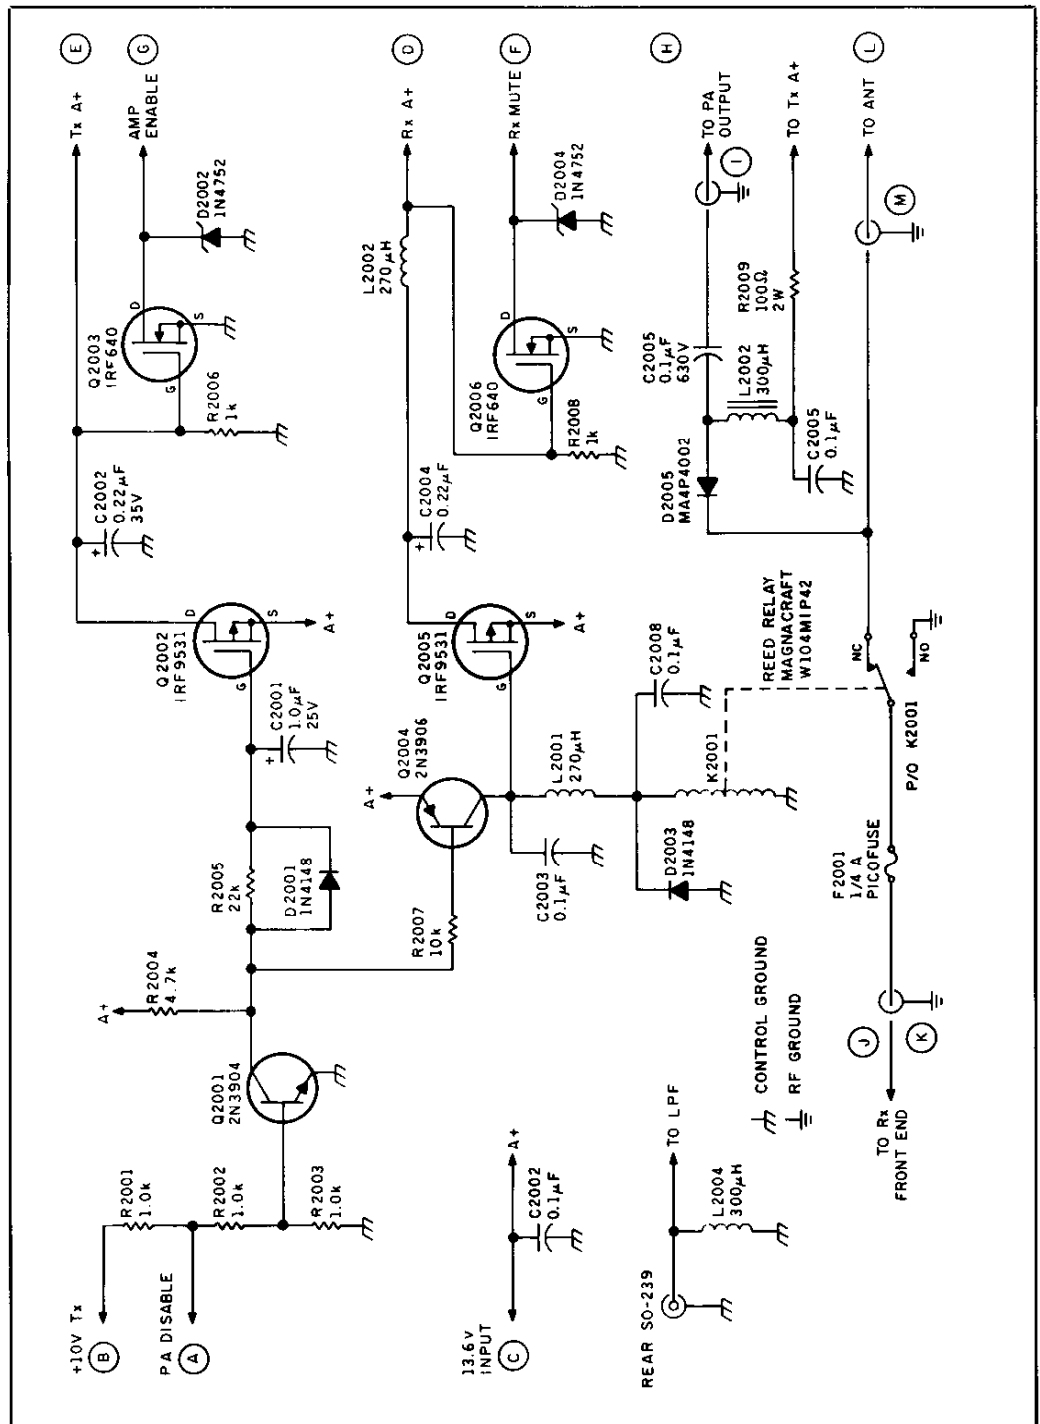 +10V Tx
B
PA DISABLE
A
R2001
1.0k
R2002
1.0k
R2003
1.0k
Q2001
2N3904
A+
R2004
4.7k
R2005
22k
D2001
1N4148
C2001
1.0µF
25V
Q2002
IRF9531
D
G
S
A+
C2002
0.22µF
35V
Q2003
IRF640
D
G
S
R2006
1k
D2002
1N4752
Tx A+
E
AMP
ENABLE
G
13.6V
INPUT
C
A+
C2002
0.1µF
R2007
10k
A+
Q2004
2N3906
C2003
0.1µF
L2001
270µH
D2003
1N4148
K2001
C2008
0.1µF
Q2005
IRF9531
D
G
S
A+
C2004
0.22µF
L2002
270µH
Q2006
IRF640
D
G
S
R2008
1k
D2004
1N4752
Rx A+
D
Rx MUTE
F
REAR SO-239
TO LPF
L2004
300µH
CONTROL GROUND
RF GROUND
REED RELAY
MAGNACRAFT
W104MIP42
D2005
MA4P4002
C2005
0.1µF
630V
L2002
300µH
C2005
0.1µF
R2009
100Ω
2W
TO PA
OUTPUT
H
I
TO Tx A+
TO ANT
L
M
J
K
TO Rx
FRONT END
F2001
1/4 A
PICOFUSE
P/O K2001
NC
NO